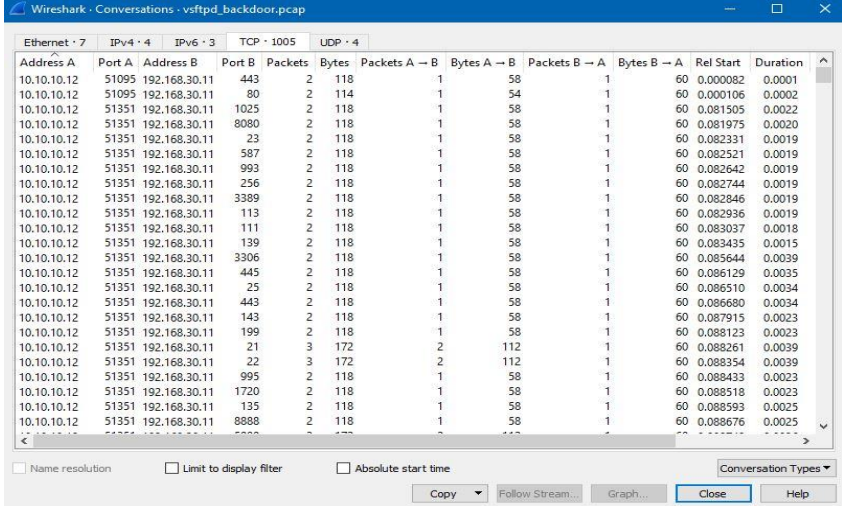 Wireshark · Conversations · vsftpd_backdoor.pcap
Ethernet · 7 IPv4 · 4 IPv6 · 3 TCP · 1005 UDP · 4
Address A Port A Address B Port B Packets Bytes Packets A → B Bytes A → B Packets B → A Bytes B → A Rel Start Duration
10.10.10.12 51095 192.168.30.11 443 2 118 1 58 1 60 0.000082 0.0001
10.10.10.12 51095 192.168.30.11 80 2 114 1 54 1 60 0.000106 0.0002
10.10.10.12 51351 192.168.30.11 1025 2 118 1 58 1 60 0.081505 0.0022
10.10.10.12 51351 192.168.30.11 8080 2 118 1 58 1 60 0.081975 0.0020
10.10.10.12 51351 192.168.30.11 23 2 118 1 58 1 60 0.082331 0.0019
10.10.10.12 51351 192.168.30.11 587 2 118 1 58 1 60 0.082521 0.0019
10.10.10.12 51351 192.168.30.11 993 2 118 1 58 1 60 0.082642 0.0019
10.10.10.12 51351 192.168.30.11 256 2 118 1 58 1 60 0.082744 0.0019
10.10.10.12 51351 192.168.30.11 3389 2 118 1 58 1 60 0.082846 0.0019
10.10.10.12 51351 192.168.30.11 113 2 118 1 58 1 60 0.082936 0.0019
10.10.10.12 51351 192.168.30.11 111 2 118 1 58 1 60 0.083037 0.0018
10.10.10.12 51351 192.168.30.11 139 2 118 1 58 1 60 0.083435 0.0015
10.10.10.12 51351 192.168.30.11 3306 2 118 1 58 1 60 0.085644 0.0039
10.10.10.12 51351 192.168.30.11 445 2 118 1 58 1 60 0.086129 0.0035
10.10.10.12 51351 192.168.30.11 25 2 118 1 58 1 60 0.086510 0.0034
10.10.10.12 51351 192.168.30.11 443 2 118 1 58 1 60 0.086680 0.0034
10.10.10.12 51351 192.168.30.11 143 2 118 1 58 1 60 0.087915 0.0023
10.10.10.12 51351 192.168.30.11 199 2 118 1 58 1 60 0.088123 0.0023
10.10.10.12 51351 192.168.30.11 21 3 172 2 112 1 60 0.088261 0.0039
10.10.10.12 51351 192.168.30.11 22 3 172 2 112 1 60 0.088354 0.0039
10.10.10.12 51351 192.168.30.11 995 2 118 1 58 1 60 0.088433 0.0023
10.10.10.12 51351 192.168.30.11 1720 2 118 1 58 1 60 0.088518 0.0023
10.10.10.12 51351 192.168.30.11 135 2 118 1 58 1 60 0.088593 0.0025
10.10.10.12 51351 192.168.30.11 8888 2 118 1 58 1 60 0.088676 0.0025
Name resolution Limit to display filter Absolute start time Conversation Types
Copy Follow Stream... Graph... Close Help